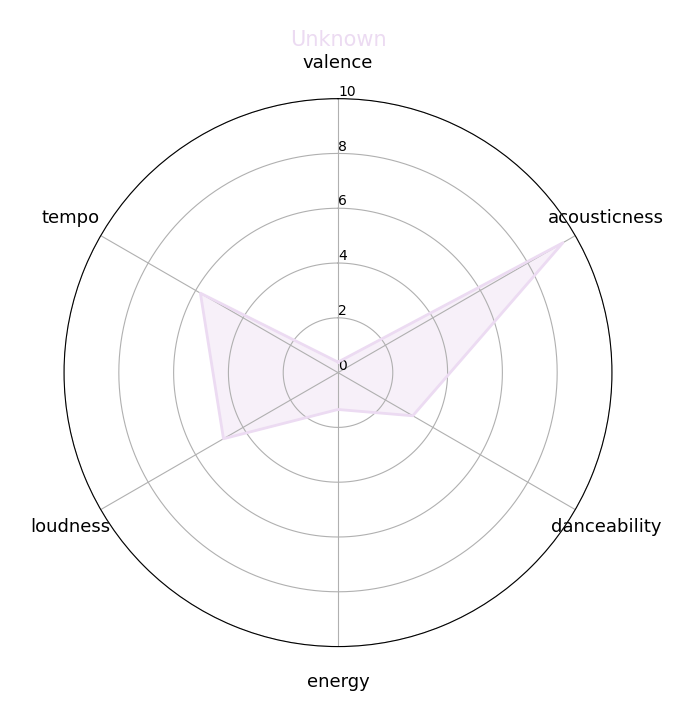 Unknown
valence
10
8
6
4
2
0
tempo
acousticness
loudness
danceability
energy